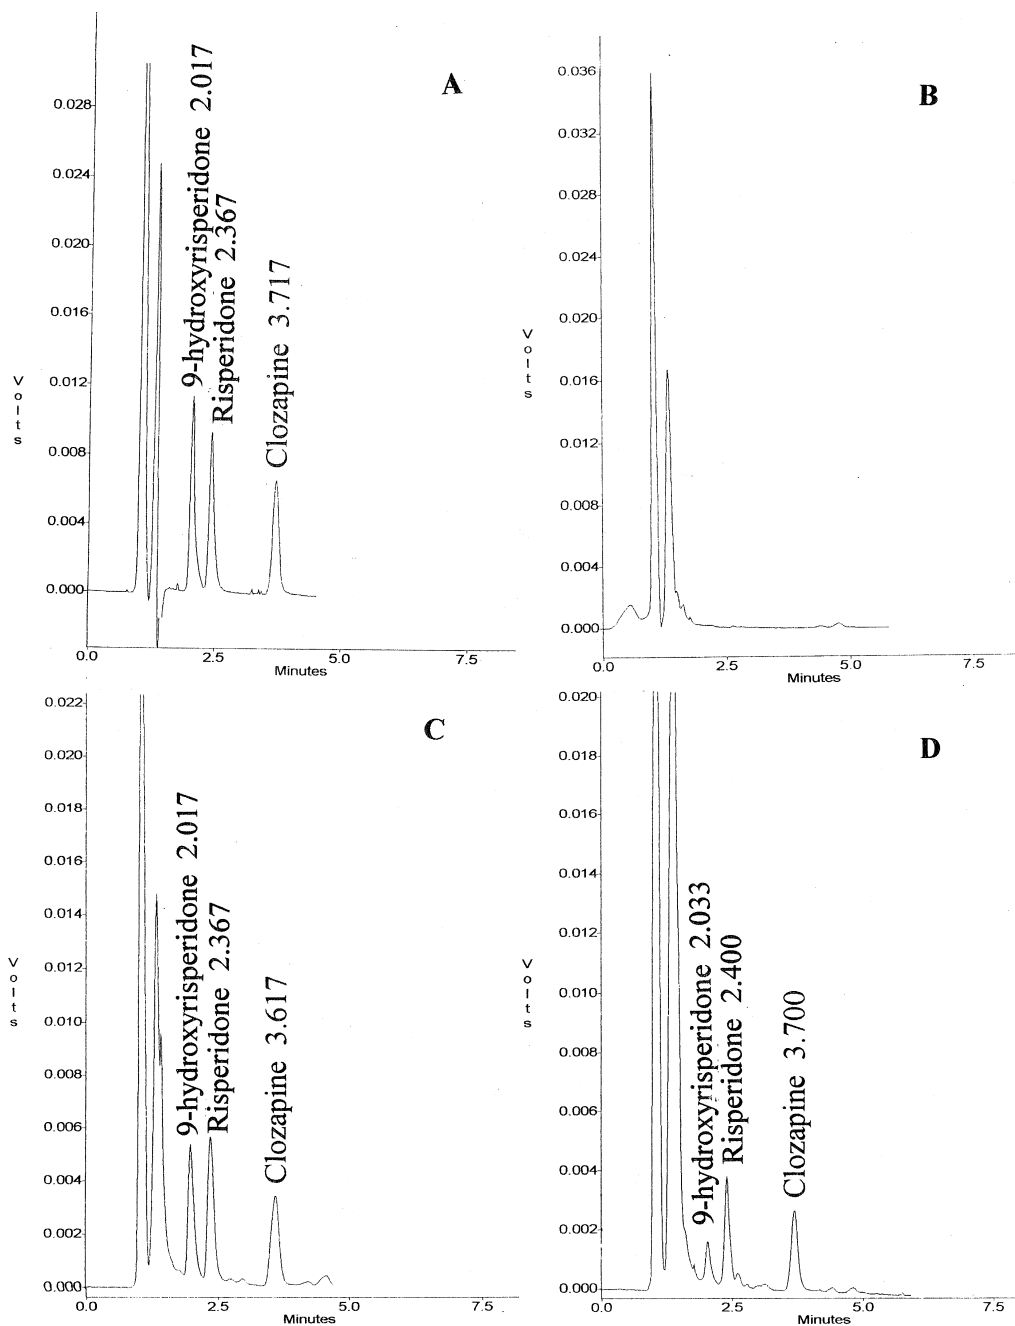 A
0.028
0.024
0.020
0.016
0.012
0.008
0.004
0.000
Volts
9-hydroxyrisperidone 2.017
Risperidone 2.367
Clozapine 3.717
0.0
2.5
5.0
7.5
Minutes
B
0.036
0.032
0.028
0.024
0.020
0.016
0.012
0.008
0.004
0.000
Volts
0.0
2.5
5.0
7.5
Minutes
C
0.022
0.020
0.018
0.016
0.014
0.012
0.010
0.008
0.006
0.004
0.002
0.000
Volts
9-hydroxyrisperidone 2.017
Risperidone 2.367
Clozapine 3.617
0.0
2.5
5.0
7.5
Minutes
D
0.020
0.018
0.016
0.014
0.012
0.010
0.008
0.006
0.004
0.002
0.000
Volts
9-hydroxyrisperidone 2.033
Risperidone 2.400
Clozapine 3.700
0.0
2.5
5.0
7.5
Minutes